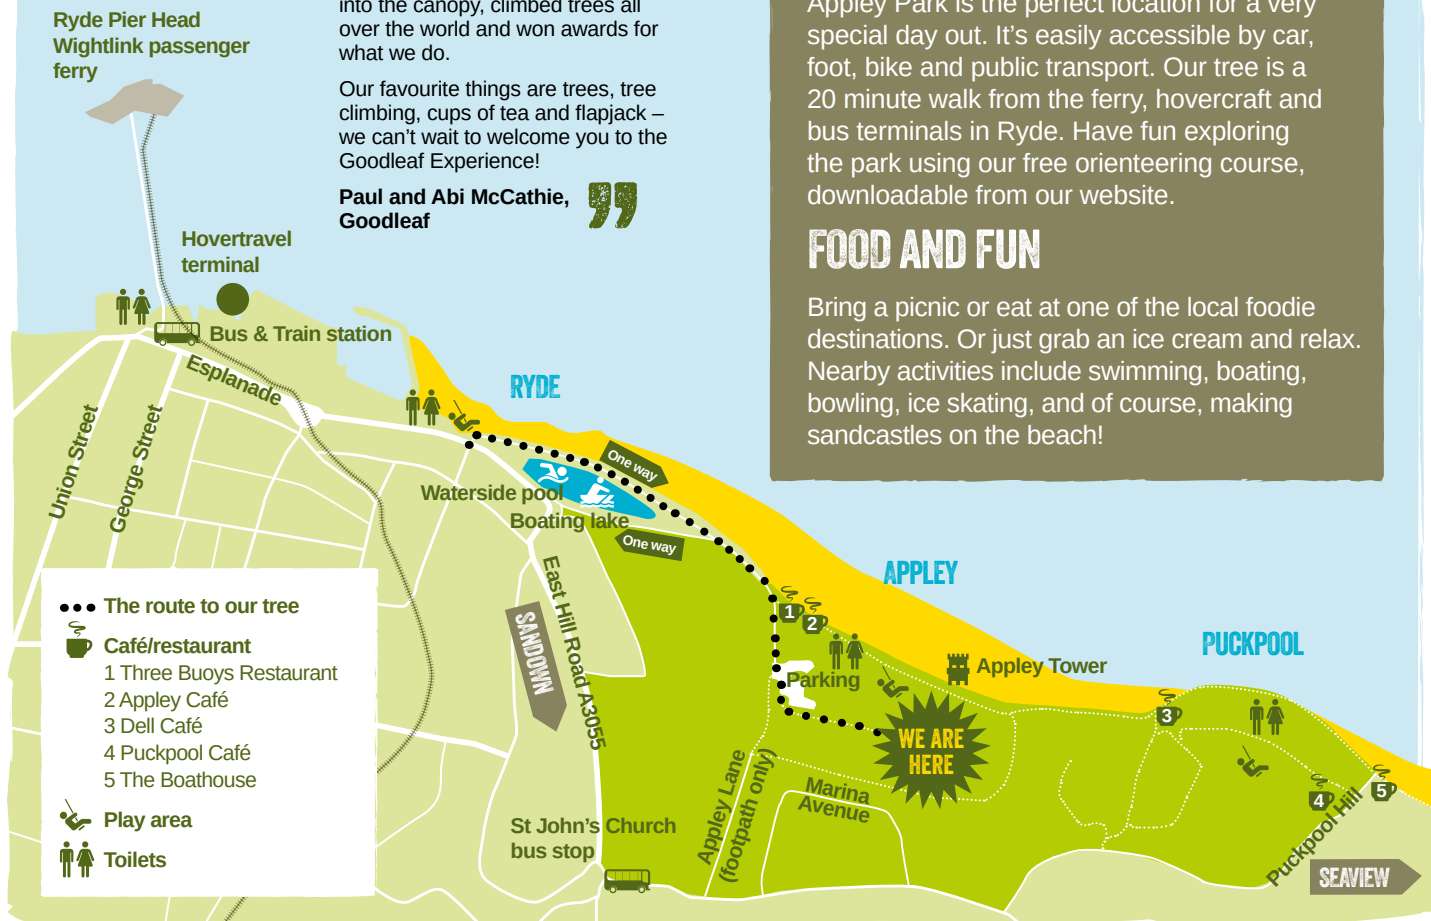 Ryde Pier Head
Wightlink passenger
ferry
into the canopy, climbed trees all
over the world and won awards for
what we do.
Our favourite things are trees, tree
climbing, cups of tea and flapjack –
we can't wait to welcome you to the
Goodleaf Experience!
Paul and Abi McCathie,
Goodleaf
”
Appley Park is the perfect location for a very
special day out. It's easily accessible by car,
foot, bike and public transport. Our tree is a
20 minute walk from the ferry, hovercraft and
bus terminals in Ryde. Have fun exploring
the park using our free orienteering course,
downloadable from our website.
FOOD AND FUN
Bring a picnic or eat at one of the local foodie
destinations. Or just grab an ice cream and relax.
Nearby activities include swimming, boating,
bowling, ice skating, and of course, making
sandcastles on the beach!
Hovertravel
terminal
Bus & Train station
Esplanade
Union Street
George Street
RYDE
One way
Waterside pool
Boating lake
One way
East Hill Road A3055
SANDOWN
APPLEY
1
2
Parking
Appley Tower
PUCKPOOL
3
WE ARE
HERE
Appley Lane
(footpath only)
Marina
Avenue
4
5
Puckpool Hill
SEAVIEW
St John's Church
bus stop
The route to our tree
Café/restaurant
1 Three Buoys Restaurant
2 Appley Café
3 Dell Café
4 Puckpool Café
5 The Boathouse
Play area
Toilets